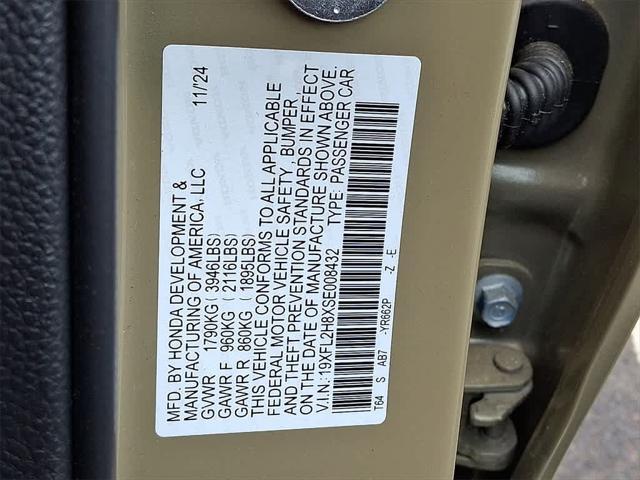 MFD. BY HONDA DEVELOPMENT &
MANUFACTURING OF AMERICA, LLC 11/'24
GVWR 1790KG (3946LBS)
GAWR F 960KG (2116LBS)
GAWR R 860KG (1895LBS)
THIS VEHICLE CONFORMS TO ALL APPLICABLE
FEDERAL MOTOR VEHICLE SAFETY, BUMPER,
AND THEFT PREVENTION STANDARDS IN EFFECT
ON THE DATE OF MANUFACTURE SHOWN ABOVE.
V.I.N.:19XFL2H8XSE008432 TYPE: PASSENGER CAR
T64 S AB7 -YR662P -Z -E